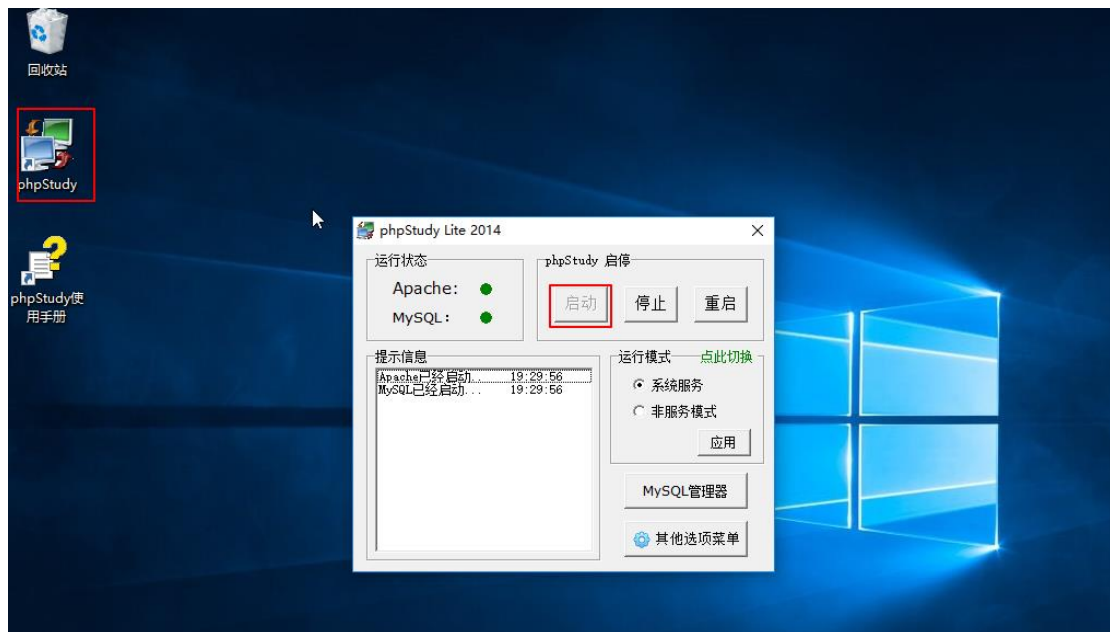 回收站
phpStudy
phpStudy使
用手册
phpStudy Lite 2014
运行状态
Apache:
MySQL:
phpStudy 启停
启动
停止
重启
提示信息
Apache已经启动... 19:29:56
MySQL已经启动... 19:29:56
运行模式 点此切换
系统服务
非服务模式
应用
MySQL管理器
其他选项菜单